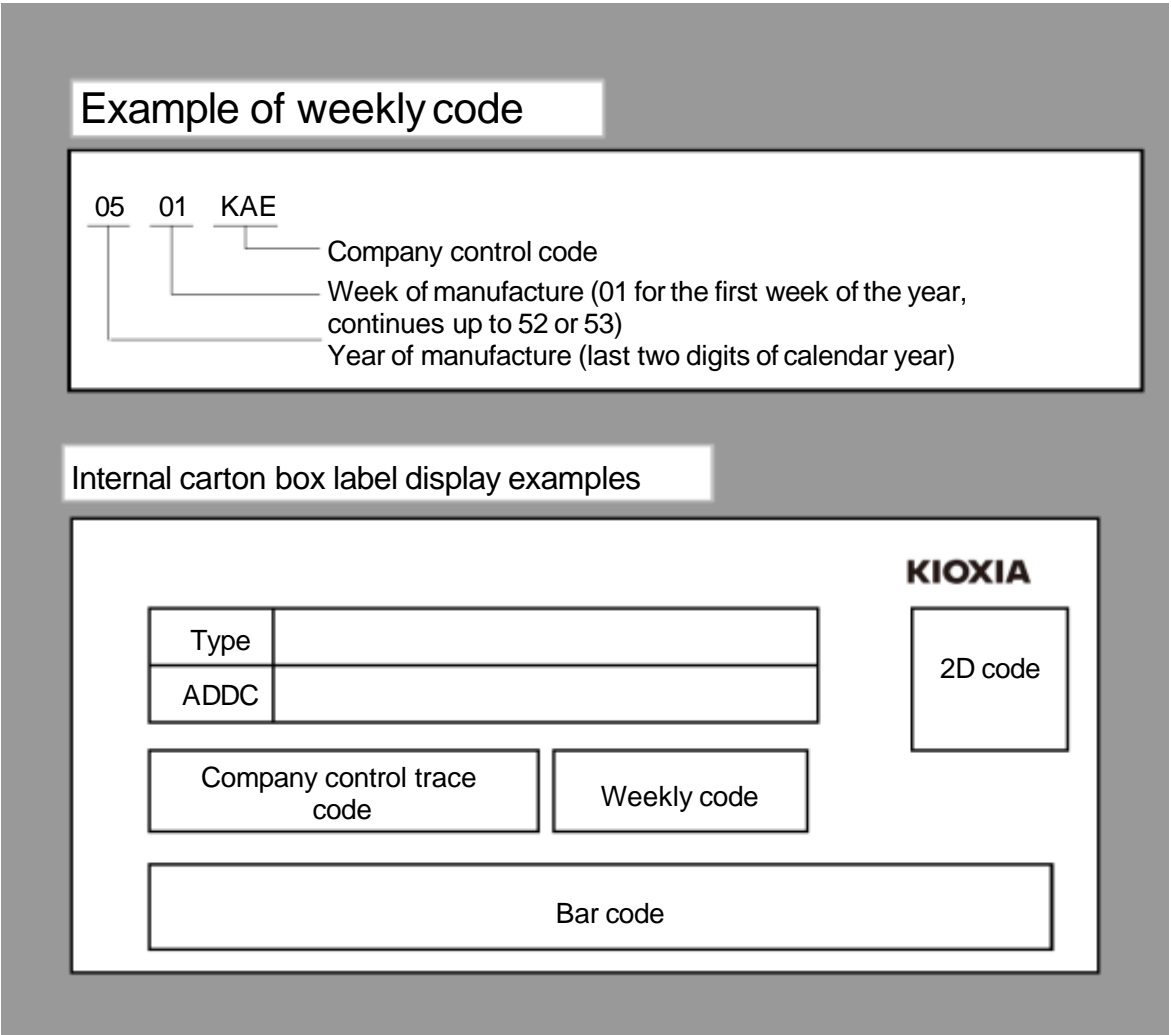 Example of weekly code
05 01 KAE
Company control code
Week of manufacture (01 for the first week of the year,
continues up to 52 or 53)
Year of manufacture (last two digits of calendar year)
Internal carton box label display examples
KIOXIA
Type
2D code
ADDC
Company control trace
code
Weekly code
Bar code